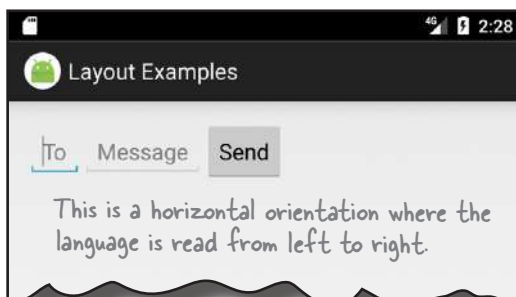 4G 2:28
Layout Examples
To Message Send
This is a horizontal orientation where the
language is read from left to right.